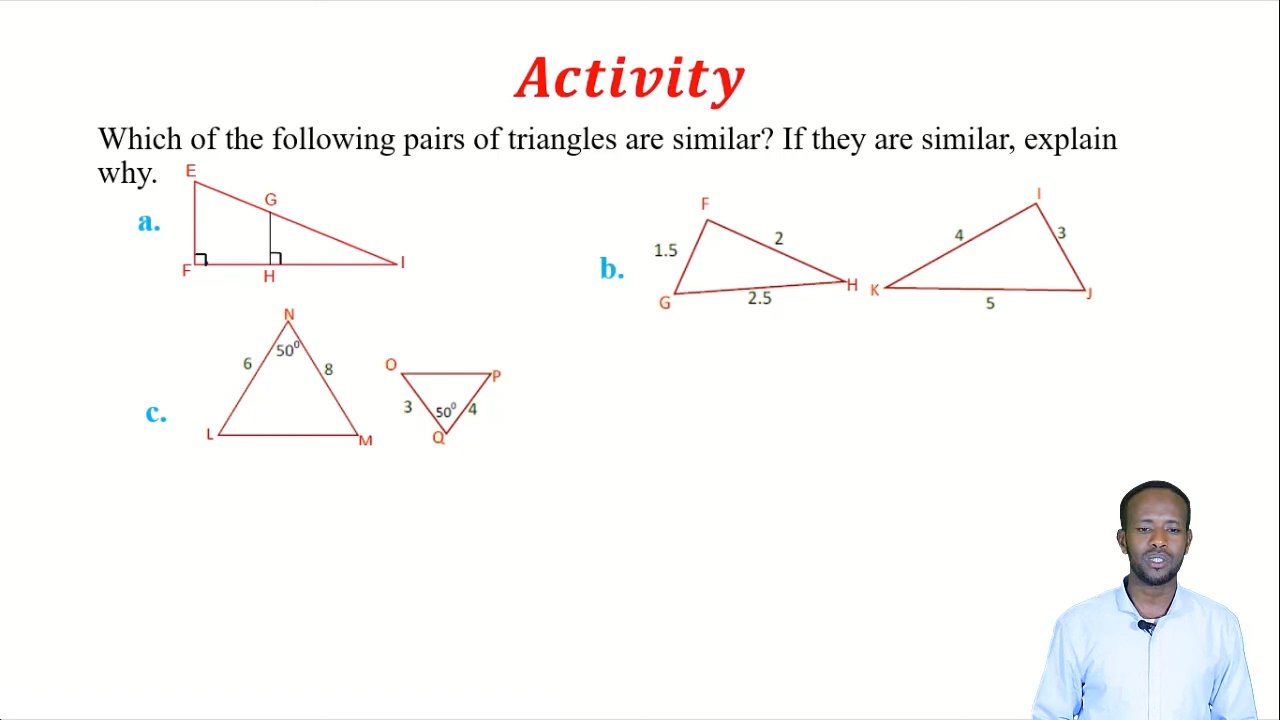 Activity
Which of the following pairs of triangles are similar? If they are similar, explain
why.
a.
E
G
F
H
I
b.
F
1.5
2
G
2.5
H
I
4
3
K
5
J
c.
N
50⁰
6
8
L
M
O
P
3
50⁰
4
Q